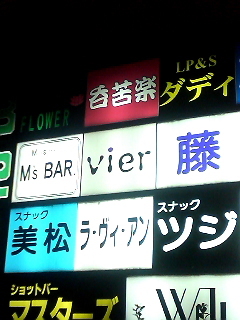 FLOWER
呑苦楽
LP&S
ダディ
M's
M's BAR.
vier
藤
スナック
美松
ラ・ヴィ・アン
スナック
ツジ
ショットバー
マスターズ